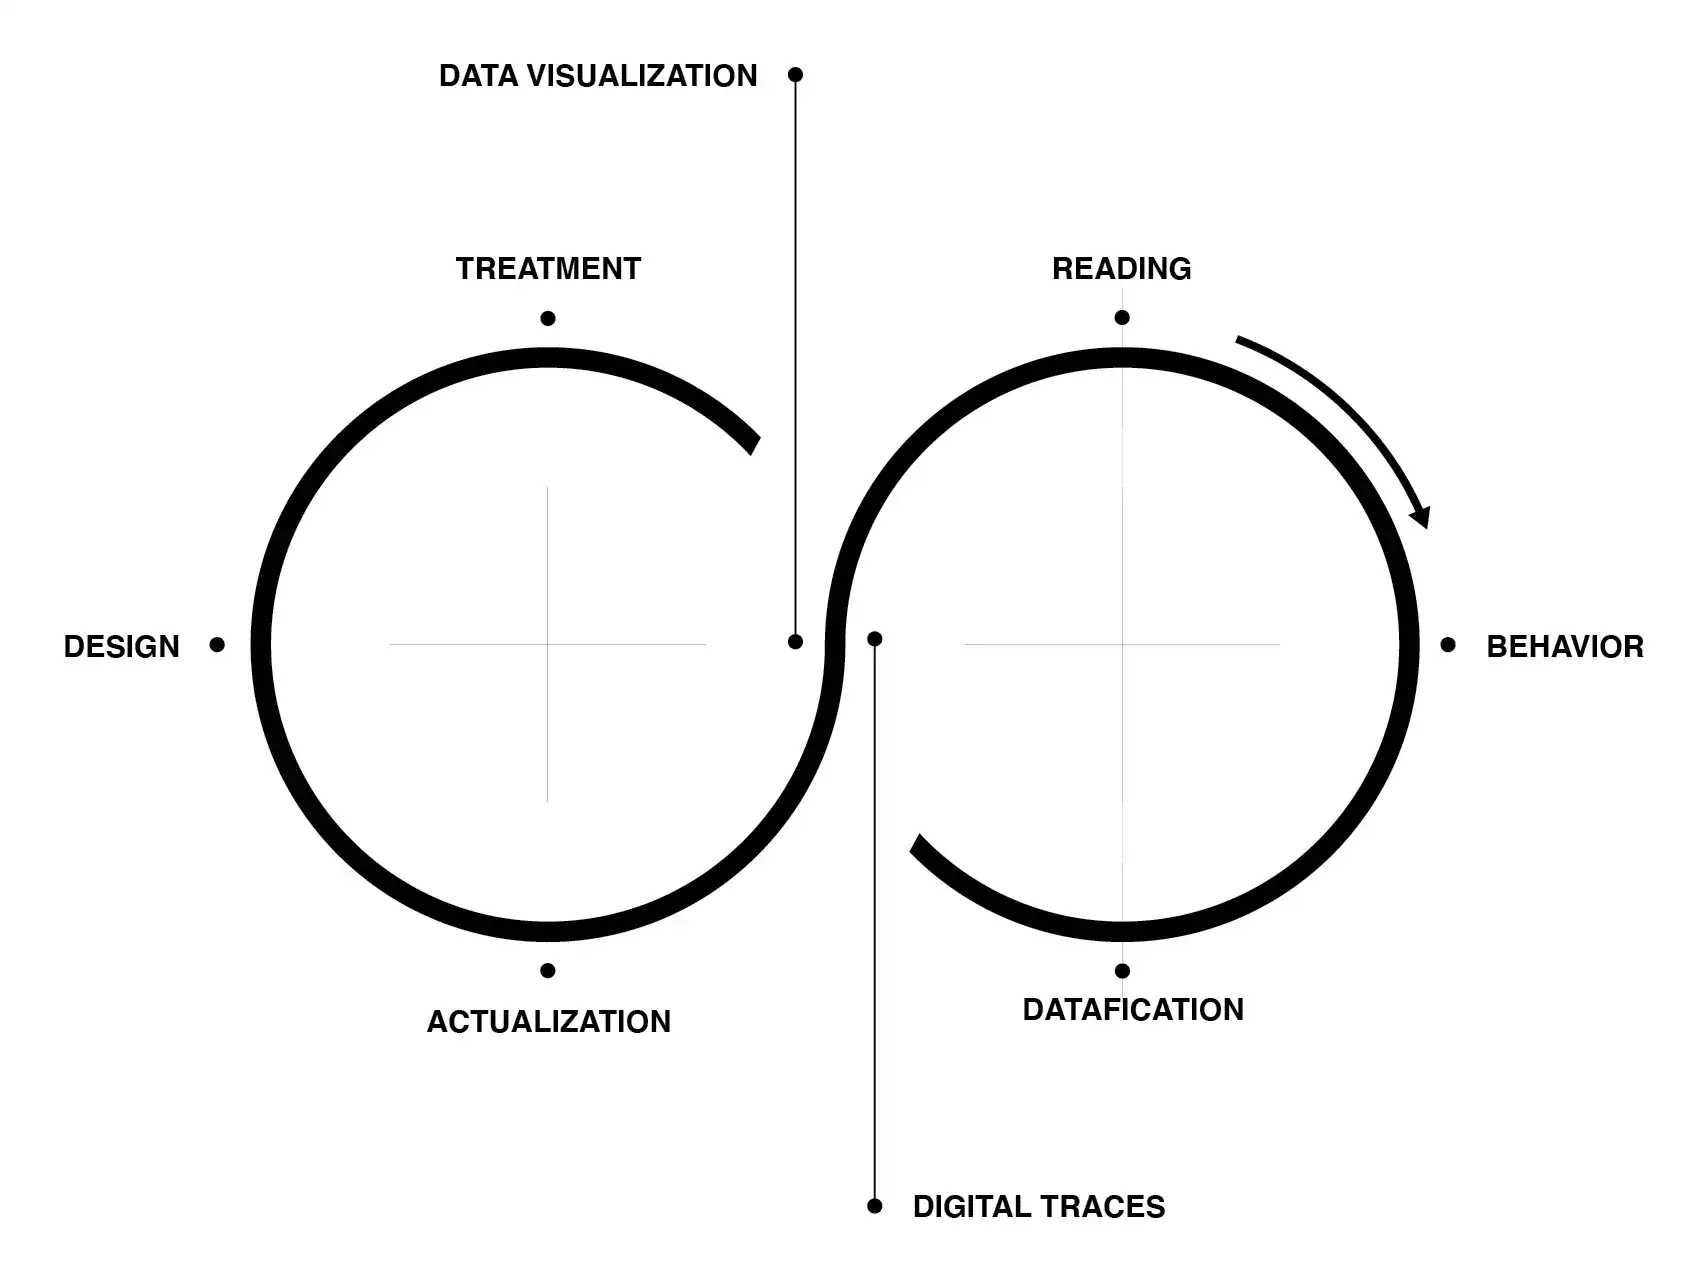 DATA VISUALIZATION
TREATMENT
READING
DESIGN
BEHAVIOR
ACTUALIZATION
DATAFICATION
DIGITAL TRACES